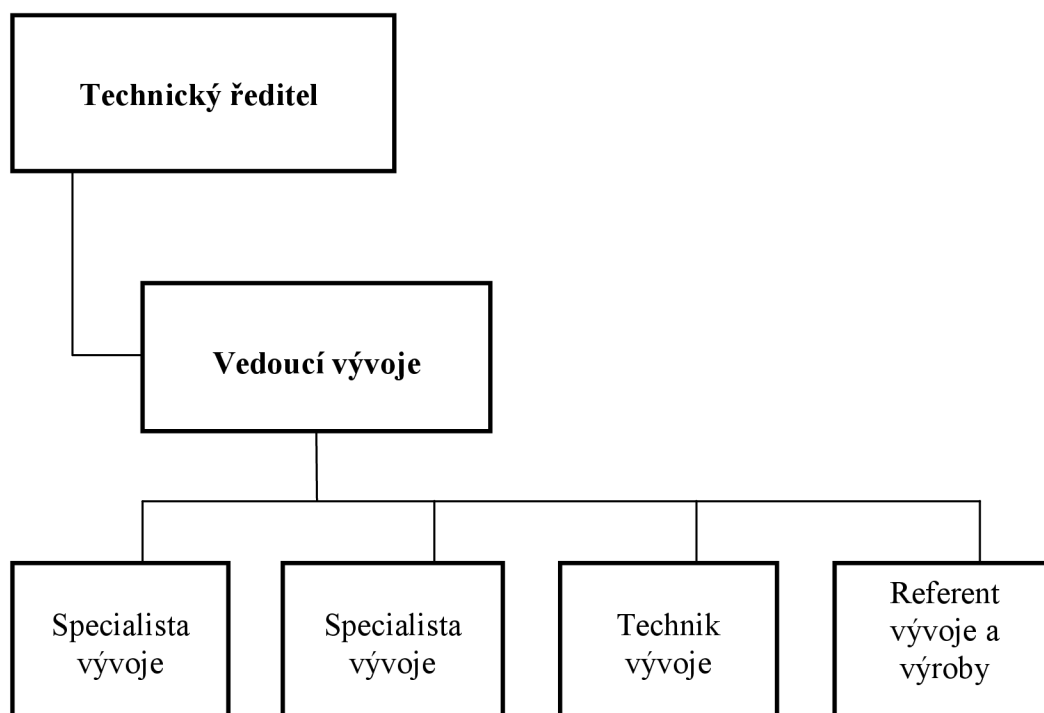 Technický ředitel
Vedoucí vývoje
Specialista
vývoje
Specialista
vývoje
Technik
vývoje
Referent
vývoje a
výroby